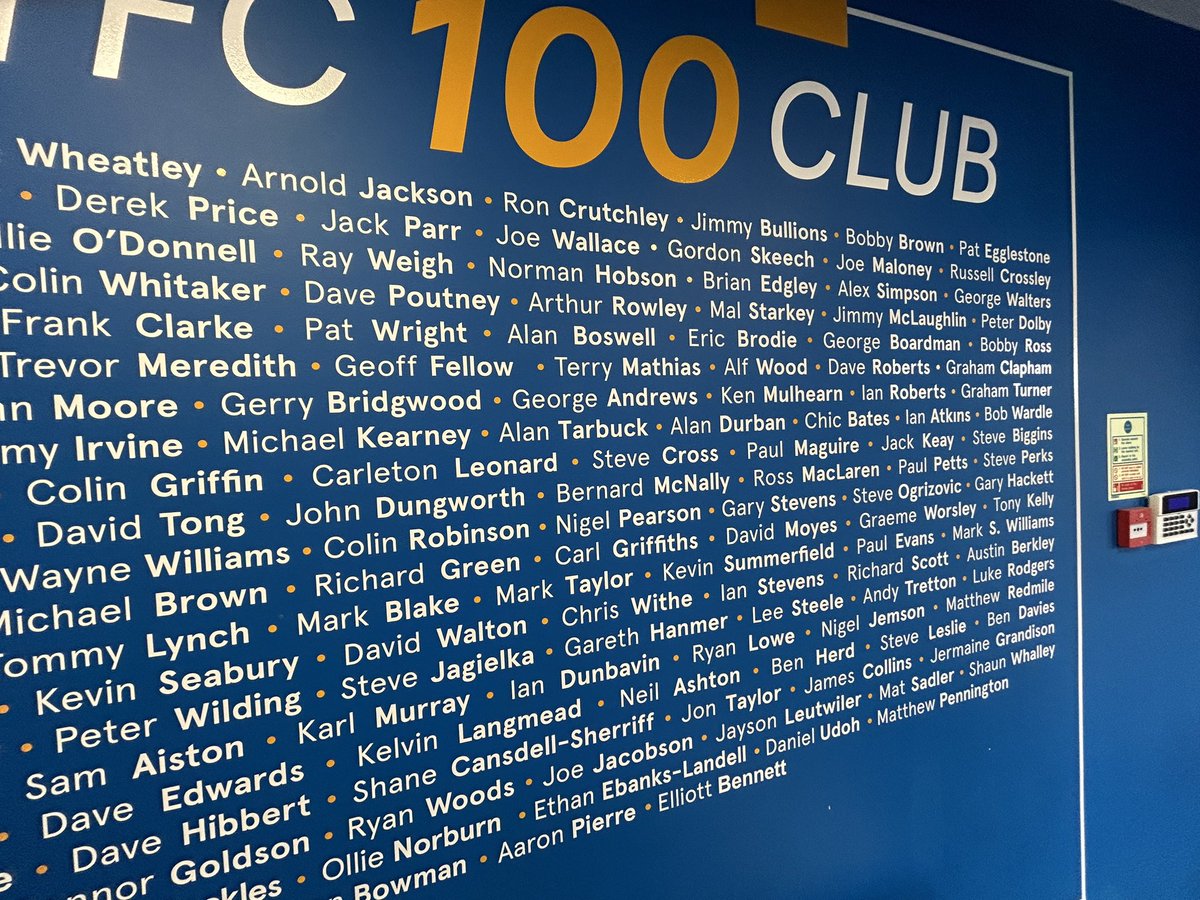 FC 100 CLUB
Wheatley • Arnold Jackson • Ron Crutchley • Jimmy Bullions • Bobby Brown • Pat Egglestone
• Derek Price • Jack Parr • Joe Wallace • Gordon Skeech • Joe Maloney • Russell Crossley
llie O'Donnell • Ray Weigh • Norman Hobson • Brian Edgley • Alex Simpson • George Walters
Colin Whitaker • Dave Poutney • Arthur Rowley • Mal Starkey • Jimmy McLaughlin • Peter Dolby
Frank Clarke • Pat Wright • Alan Boswell • Eric Brodie • George Boardman • Bobby Ross
Trevor Meredith • Geoff Fellow • Terry Mathias • Alf Wood • Dave Roberts • Graham Clapham
nn Moore • Gerry Bridgwood • George Andrews • Ken Mulhearn • Ian Roberts • Graham Turner
my Irvine • Michael Kearney • Alan Tarbuck • Alan Durban • Chic Bates • Ian Atkins • Bob Wardle
• Colin Griffin • Carleton Leonard • Steve Cross • Paul Maguire • Jack Keay • Steve Biggins
• David Tong • John Dungworth • Bernard McNally • Ross MacLaren • Paul Petts • Steve Perks
Wayne Williams • Colin Robinson • Nigel Pearson • Gary Stevens • Steve Ogrizovic • Gary Hackett
Michael Brown • Richard Green • Carl Griffiths • David Moyes • Graeme Worsley • Tony Kelly
Tommy Lynch • Mark Blake • Mark Taylor • Kevin Summerfield • Paul Evans • Mark S. Williams
• Kevin Seabury • David Walton • Chris Withe • Ian Stevens • Richard Scott • Austin Berkley
• Peter Wilding • Steve Jagielka • Gareth Hanmer • Lee Steele • Andy Tretton • Luke Rodgers
Sam Aiston • Karl Murray • Ian Dunbavin • Ryan Lowe • Nigel Jemson • Matthew Redmile
• Dave Edwards • Kelvin Langmead • Neil Ashton • Ben Herd • Steve Leslie • Ben Davies
e • Dave Hibbert • Shane Cansdell-Sherriff • Jon Taylor • James Collins • Jermaine Grandison
nnor Goldson • Ryan Woods • Joe Jacobson • Jayson Leutwiler • Mat Sadler • Shaun Whalley
ckles • Ollie Norburn • Ethan Ebanks-Landell • Daniel Udoh • Matthew Pennington
n Bowman • Aaron Pierre • Elliott Bennett